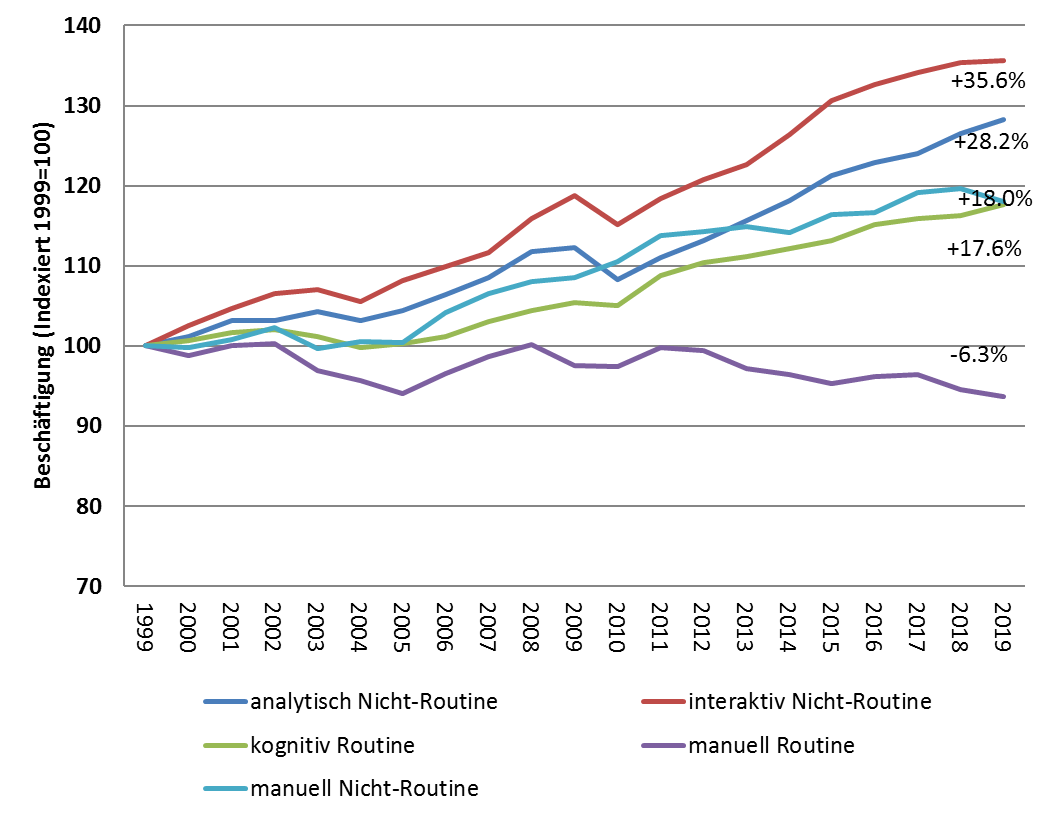 Beschäftigung (Indexiert 1999=100)
140
130
120
110
100
90
80
70
+35.6%
+28.2%
+18.0%
+17.6%
-6.3%
1999 2000 2001 2002 2003 2004 2005 2006 2007 2008 2009 2010 2011 2012 2013 2014 2015 2016 2017 2018 2019
analytisch Nicht-Routine
interaktiv Nicht-Routine
kognitiv Routine
manuell Routine
manuell Nicht-Routine